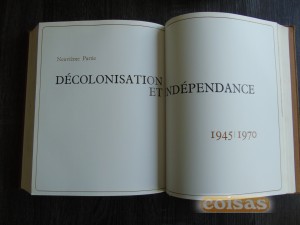 Neuvième Partie
DÉCOLONISATION
ET INDÉPENDANCE
1945 | 1970
coisas